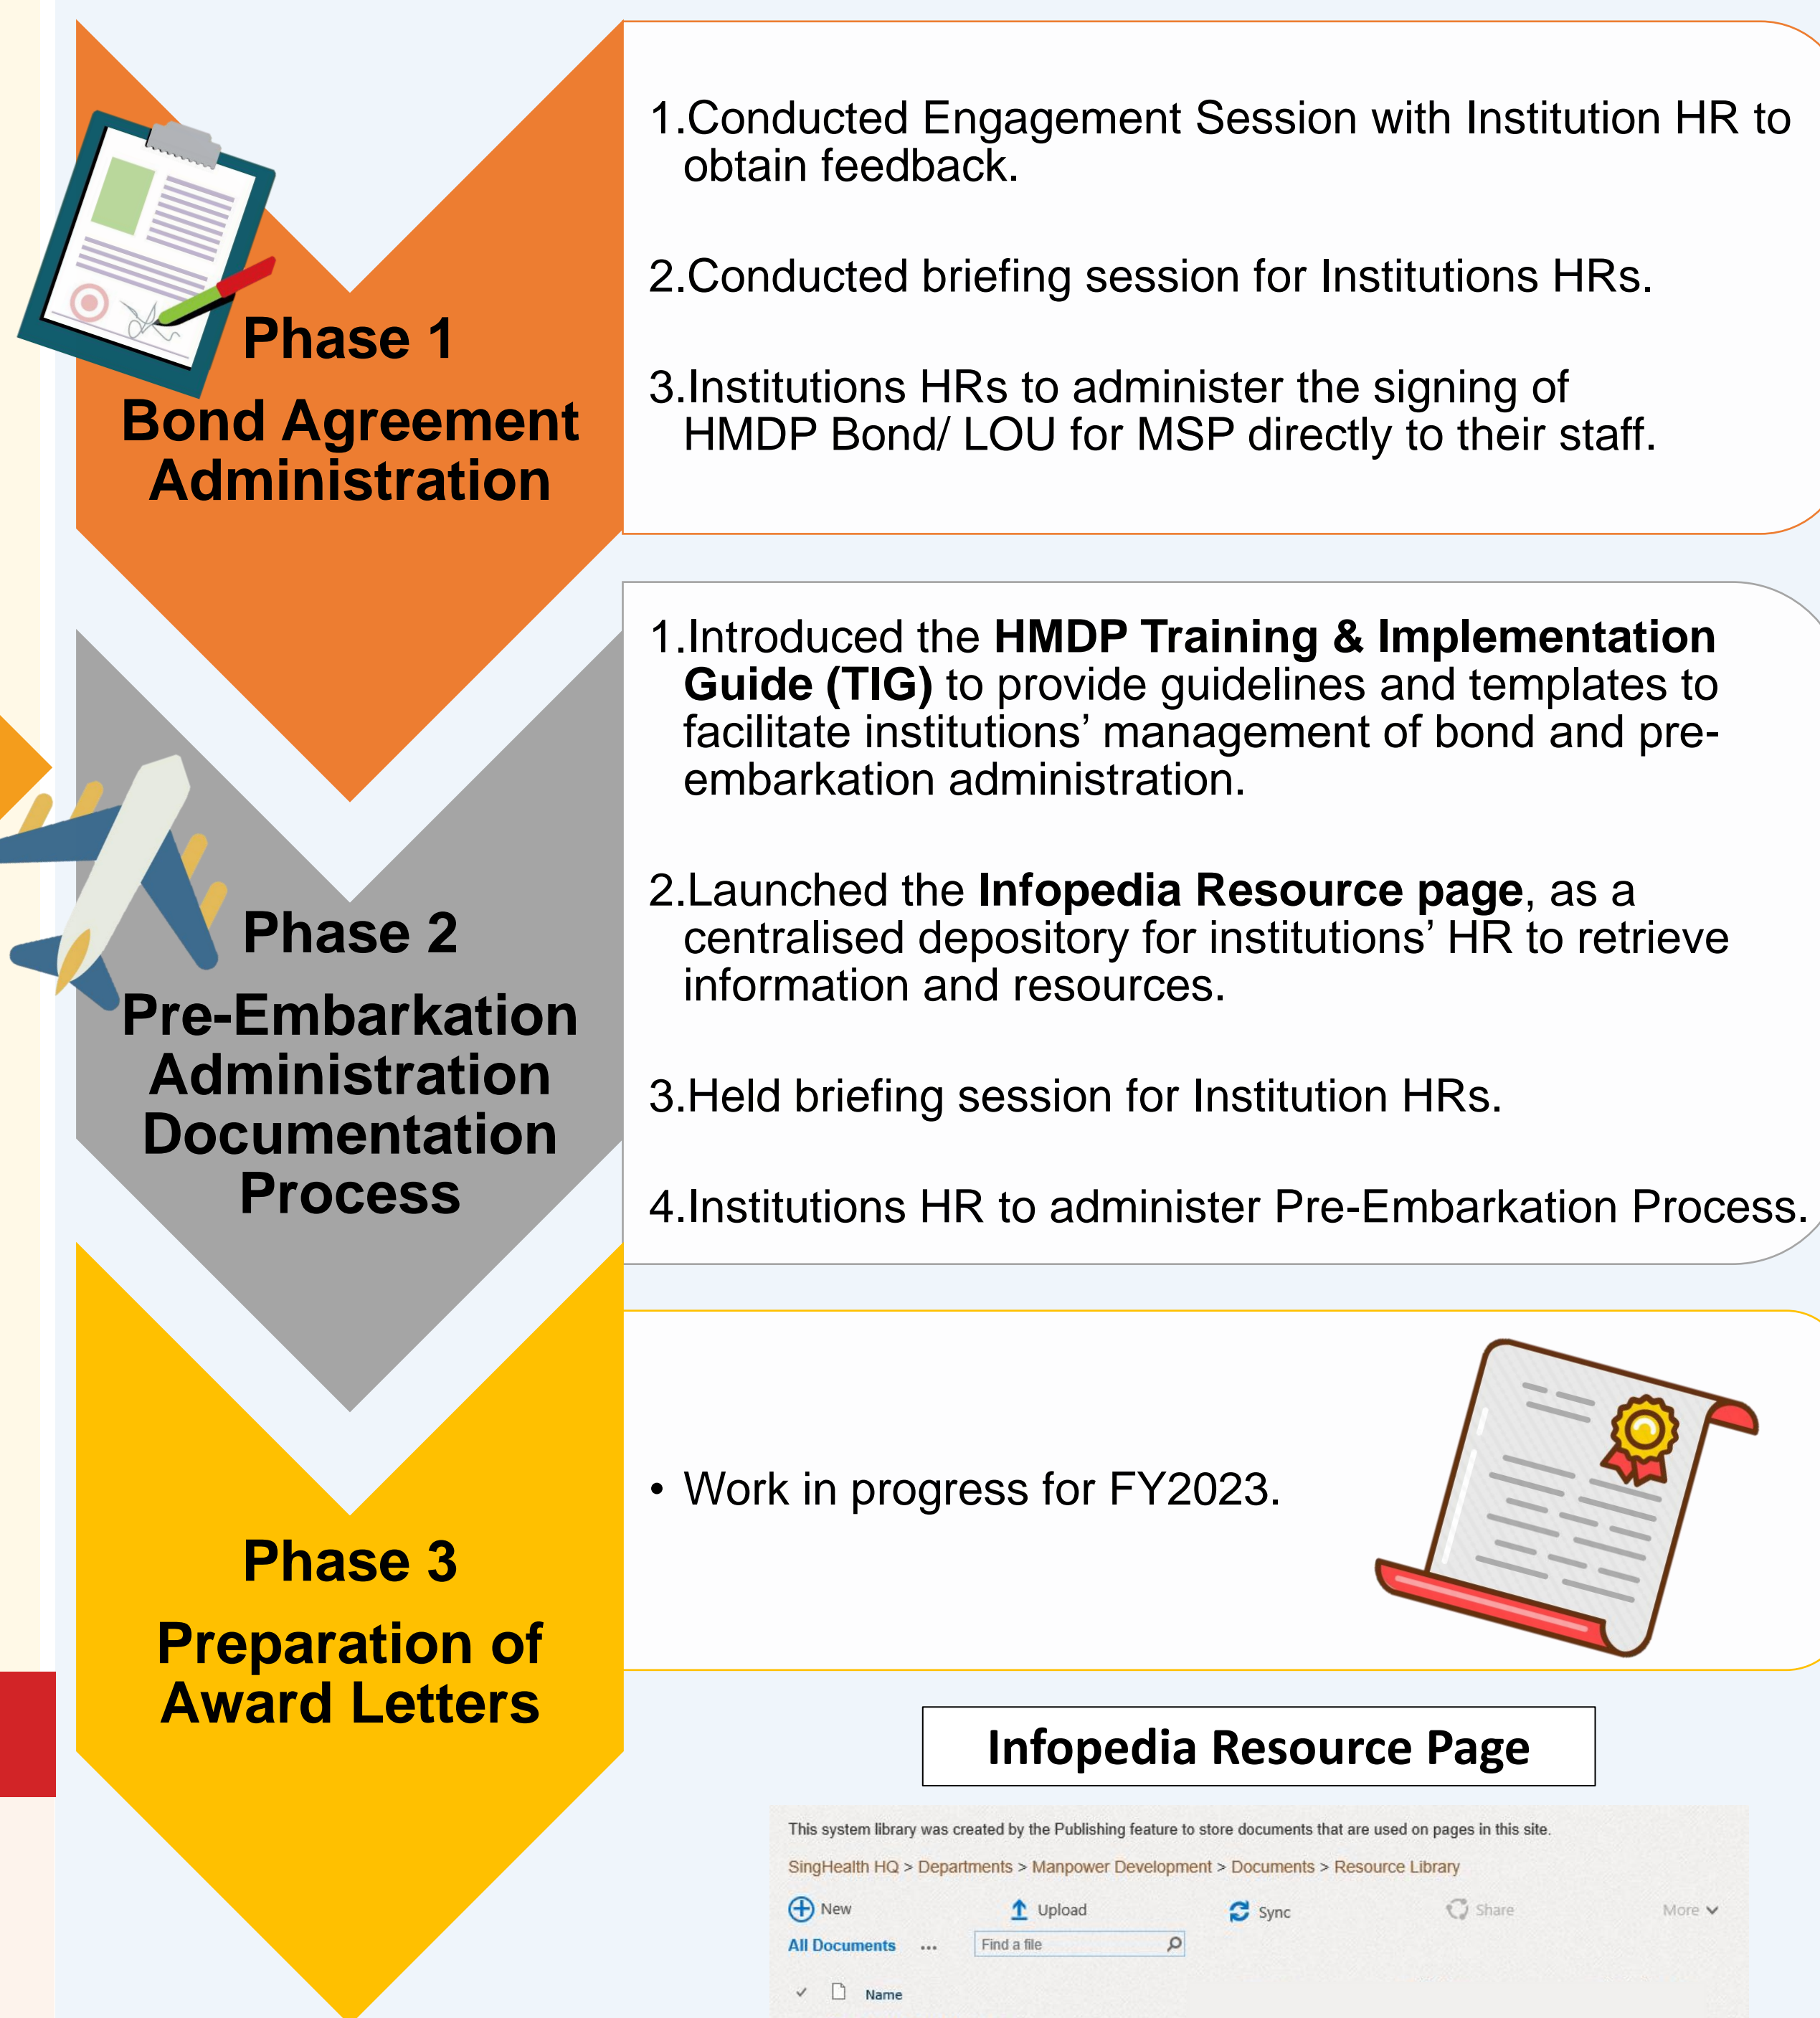 Phase 1
Bond Agreement
Administration
1.Conducted Engagement Session with Institution HR to
obtain feedback.
2.Conducted briefing session for Institutions HRs.
3.Institutions HRs to administer the signing of
HMDP Bond/ LOU for MSP directly to their staff.
Phase 2
Pre-Embarkation
Administration
Documentation
Process
1.Introduced the HMDP Training & Implementation
Guide (TIG) to provide guidelines and templates to
facilitate institutions’ management of bond and pre-
embarkation administration.
2.Launched the Infopedia Resource page, as a
centralised depository for institutions’ HR to retrieve
information and resources.
3.Held briefing session for Institution HRs.
4.Institutions HR to administer Pre-Embarkation Process.
Phase 3
Preparation of
Award Letters
• Work in progress for FY2023.
Infopedia Resource Page
This system library was created by the Publishing feature to store documents that are used on pages in this site.
SingHealth HQ > Departments > Manpower Development > Documents > Resource Library
New Upload Sync Share More
All Documents ... Find a file
Name